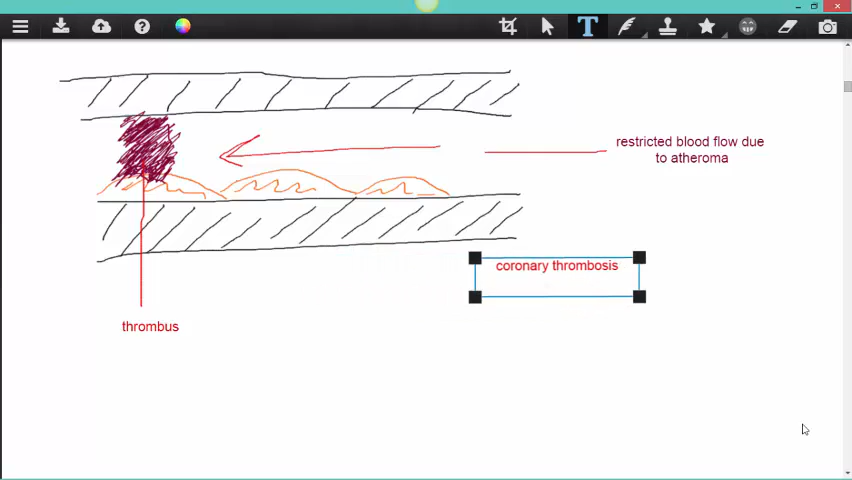 restricted blood flow due
to atheroma
coronary thrombosis
thrombus